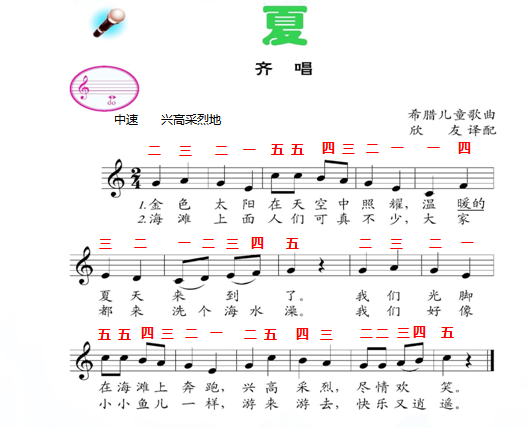 夏
齐 唱
do
中速 兴高采烈地
希腊儿童歌曲
欣 友译配
二 三 二 一 五 五 四 三 二 一 一 四
2/4
1.金 色 太 阳 在 天 空 中 照 耀，温 暖的
2.海 滩 上 面 人 们 可 真 不 少，大 家
三 二 一 二 三 四 五 二 三 二 一
夏 天 来 到 了。 我 们 光 脚
都 来 洗 个 海 水 澡。 我 们 好 像
五 五 四 三 二 一 五 四 三 二 二 三 四 五
在 海 滩 上 奔 跑，兴 高 采 烈，尽 情 欢 笑。
小 小 鱼 儿 一 样，游 来 游 去，快 乐 又 逍 遥。